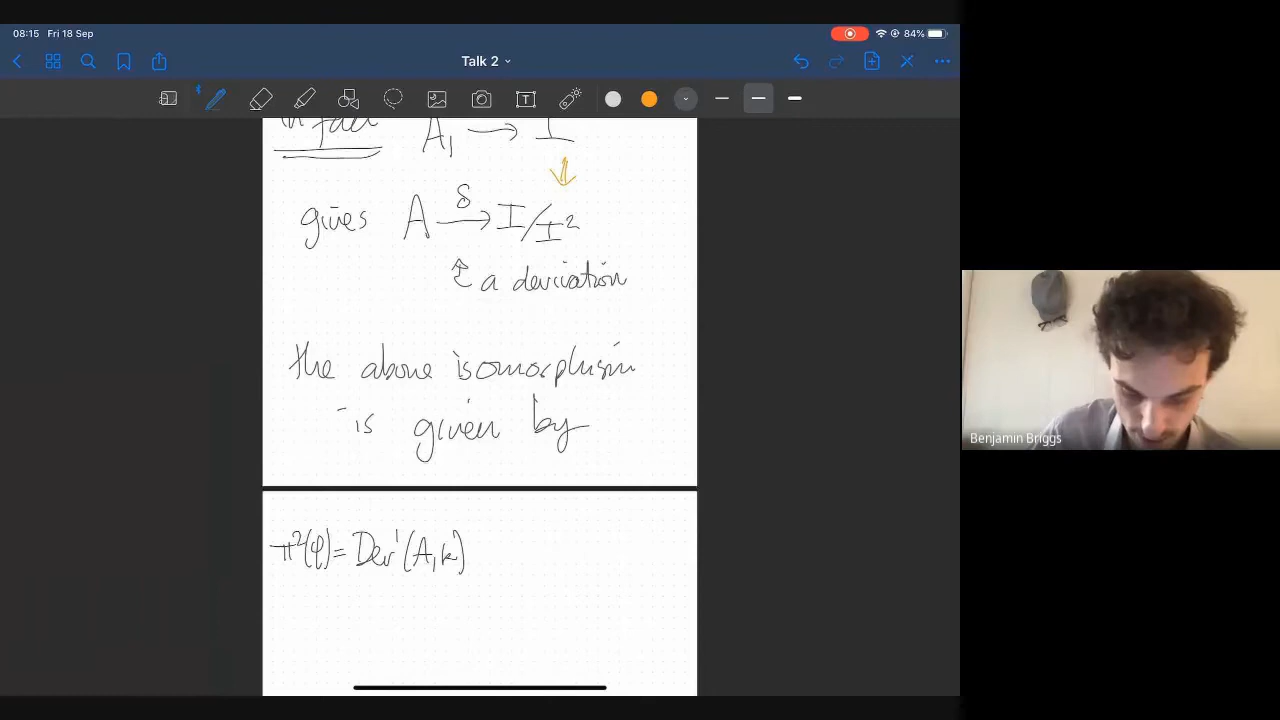 08:15 Fri 18 Sep
84%
Talk 2
In fact A₁ → I
gives A →^δ I/I²
a derivation
the above isomorphism
is given by
π²(φ) = Der¹(A, k)
Benjamin Briggs